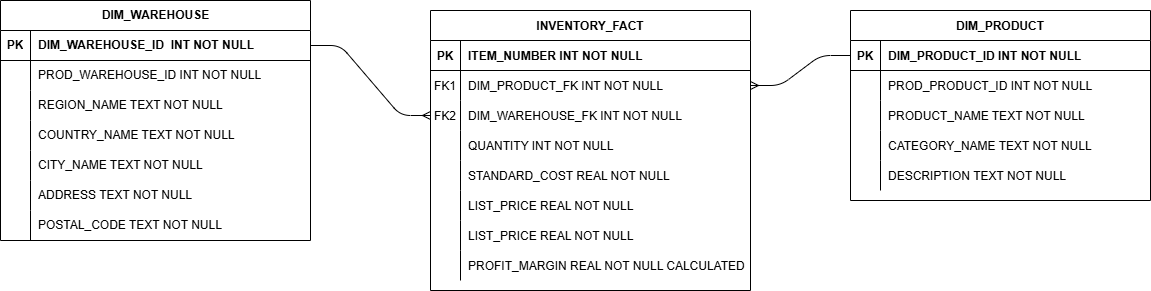 DIM_WAREHOUSE
PK DIM_WAREHOUSE_ID INT NOT NULL
PROD_WAREHOUSE_ID INT NOT NULL
REGION_NAME TEXT NOT NULL
COUNTRY_NAME TEXT NOT NULL
CITY_NAME TEXT NOT NULL
ADDRESS TEXT NOT NULL
POSTAL_CODE TEXT NOT NULL
INVENTORY_FACT
PK ITEM_NUMBER INT NOT NULL
FK1 DIM_PRODUCT_FK INT NOT NULL
FK2 DIM_WAREHOUSE_FK INT NOT NULL
QUANTITY INT NOT NULL
STANDARD_COST REAL NOT NULL
LIST_PRICE REAL NOT NULL
LIST_PRICE REAL NOT NULL
PROFIT_MARGIN REAL NOT NULL CALCULATED
DIM_PRODUCT
PK DIM_PRODUCT_ID INT NOT NULL
PROD_PRODUCT_ID INT NOT NULL
PRODUCT_NAME TEXT NOT NULL
CATEGORY_NAME TEXT NOT NULL
DESCRIPTION TEXT NOT NULL